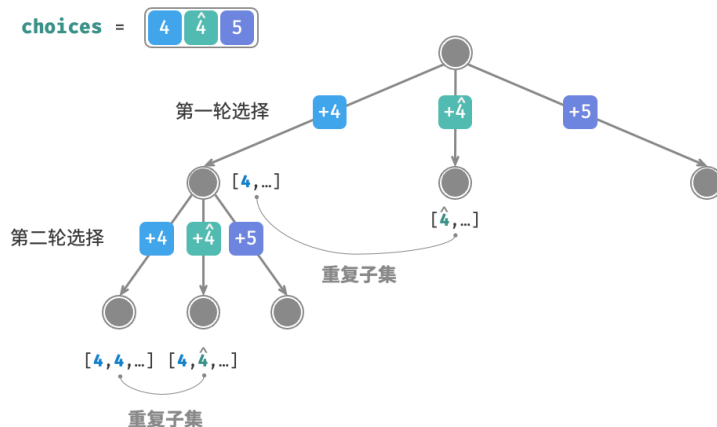 choices = 4 4̂ 5
第一轮选择 +4 +4̂ +5
[4,…]
[4̂,…]
第二轮选择 +4 +4̂ +5
重复子集
[4,4,…] [4,4̂,…]
重复子集